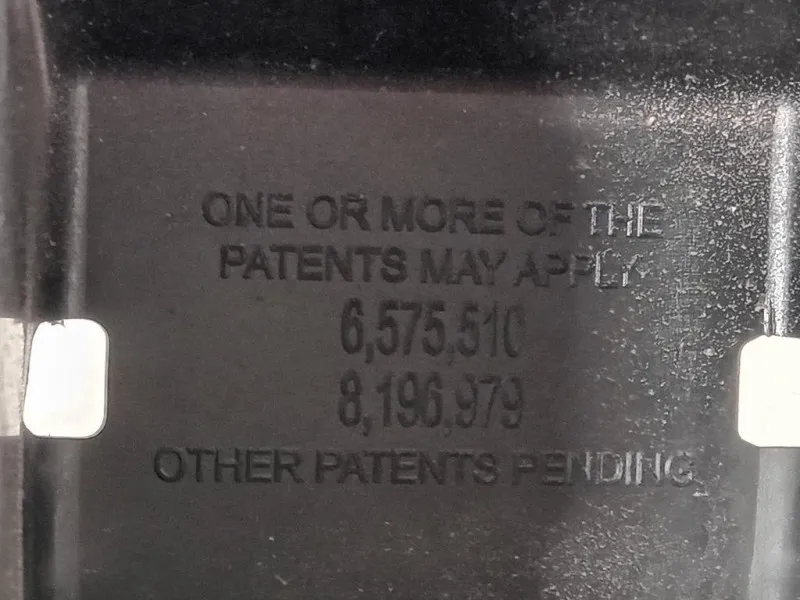 ONE OR MORE OF THE
PATENTS MAY APPLY
6,575,510
8,196,979
OTHER PATENTS PENDING